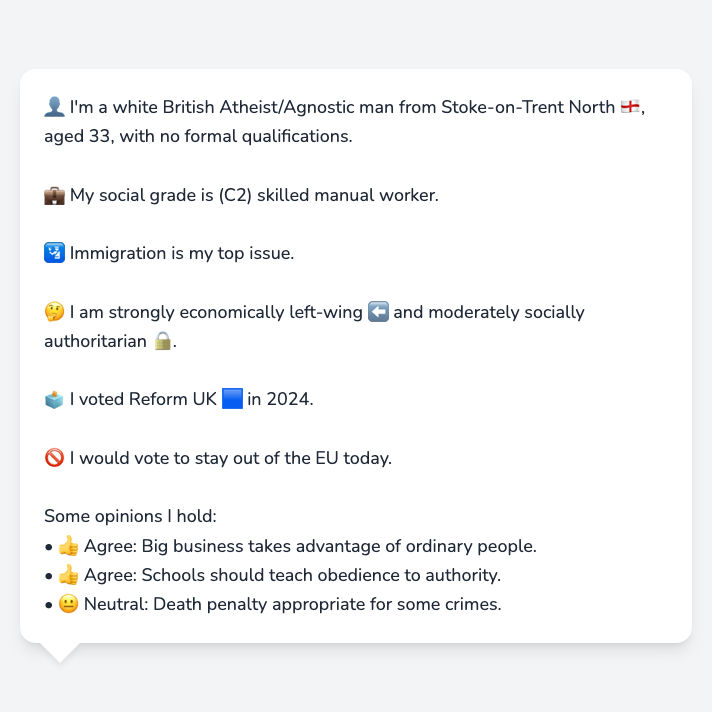 👤 I'm a white British Atheist/Agnostic man from Stoke-on-Trent North 🏴󠁧󠁢󠁥󠁮󠁧󠁿,
aged 33, with no formal qualifications.
💼 My social grade is (C2) skilled manual worker.
🛂 Immigration is my top issue.
🤔 I am strongly economically left-wing ⬅️ and moderately socially
authoritarian 🔒.
🗳️ I voted Reform UK 🟦 in 2024.
🚫 I would vote to stay out of the EU today.
Some opinions I hold:
• 👍 Agree: Big business takes advantage of ordinary people.
• 👍 Agree: Schools should teach obedience to authority.
• 😐 Neutral: Death penalty appropriate for some crimes.